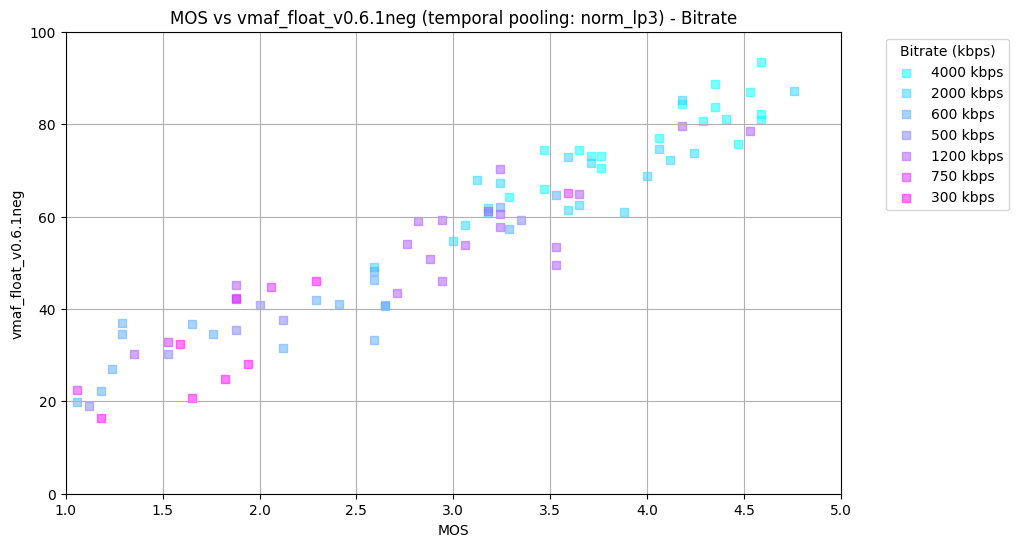 MOS vs vmaf_float_v0.6.1neg (temporal pooling: norm_lp3) - Bitrate
vmaf_float_v0.6.1neg
100
80
60
40
20
0
1.0 1.5 2.0 2.5 3.0 3.5 4.0 4.5 5.0
MOS
Bitrate (kbps)
4000 kbps
2000 kbps
600 kbps
500 kbps
1200 kbps
750 kbps
300 kbps